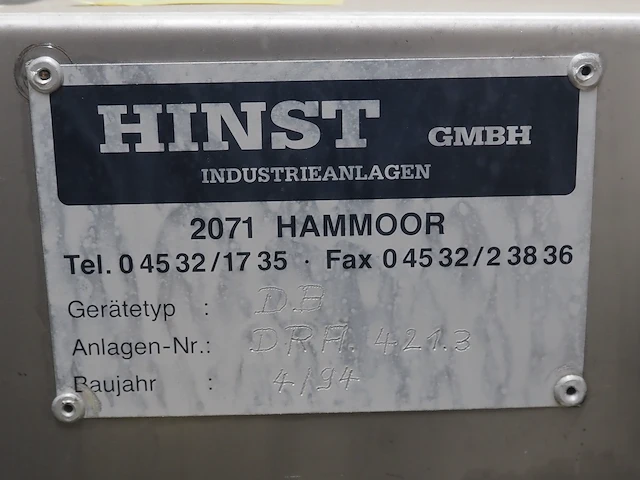 HINST GMBH
INDUSTRIEANLAGEN
2071 HAMMOOR
Tel. 0 45 32/17 35 · Fax 0 45 32/2 38 36
Gerätetyp : D.B
Anlagen-Nr.: DRH. 421.3
Baujahr : 4/94